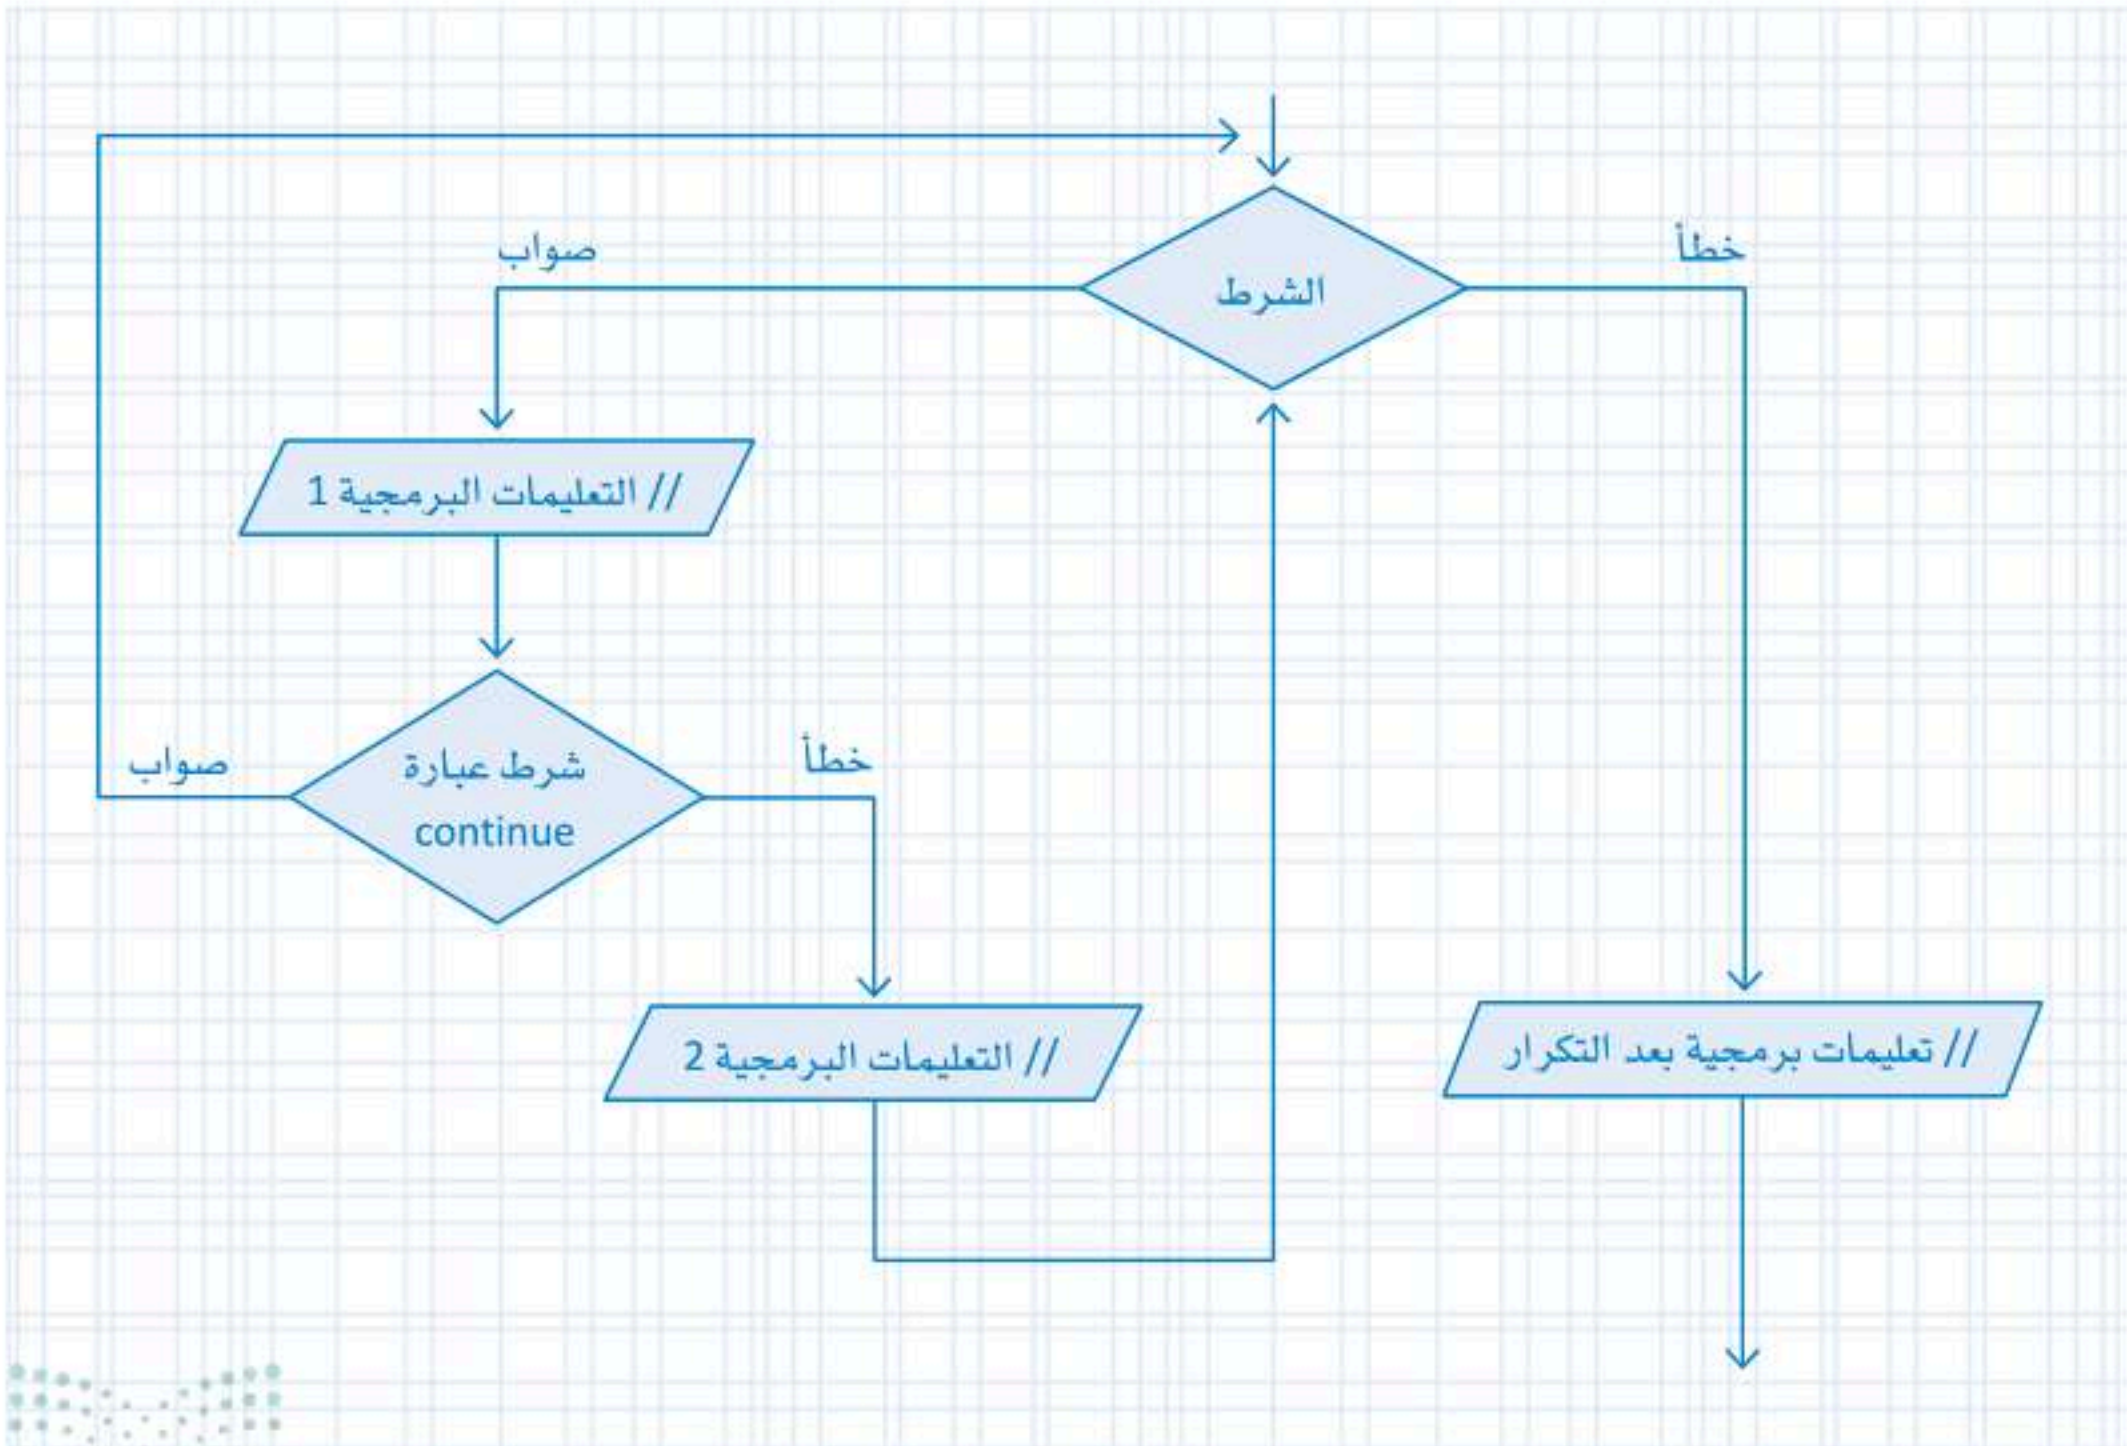 خطأ
صواب
الشرط
// التعليمات البرمجية 1
شرط عبارة
continue
صواب
خطأ
// التعليمات البرمجية 2
// تعليمات برمجية بعد التكرار